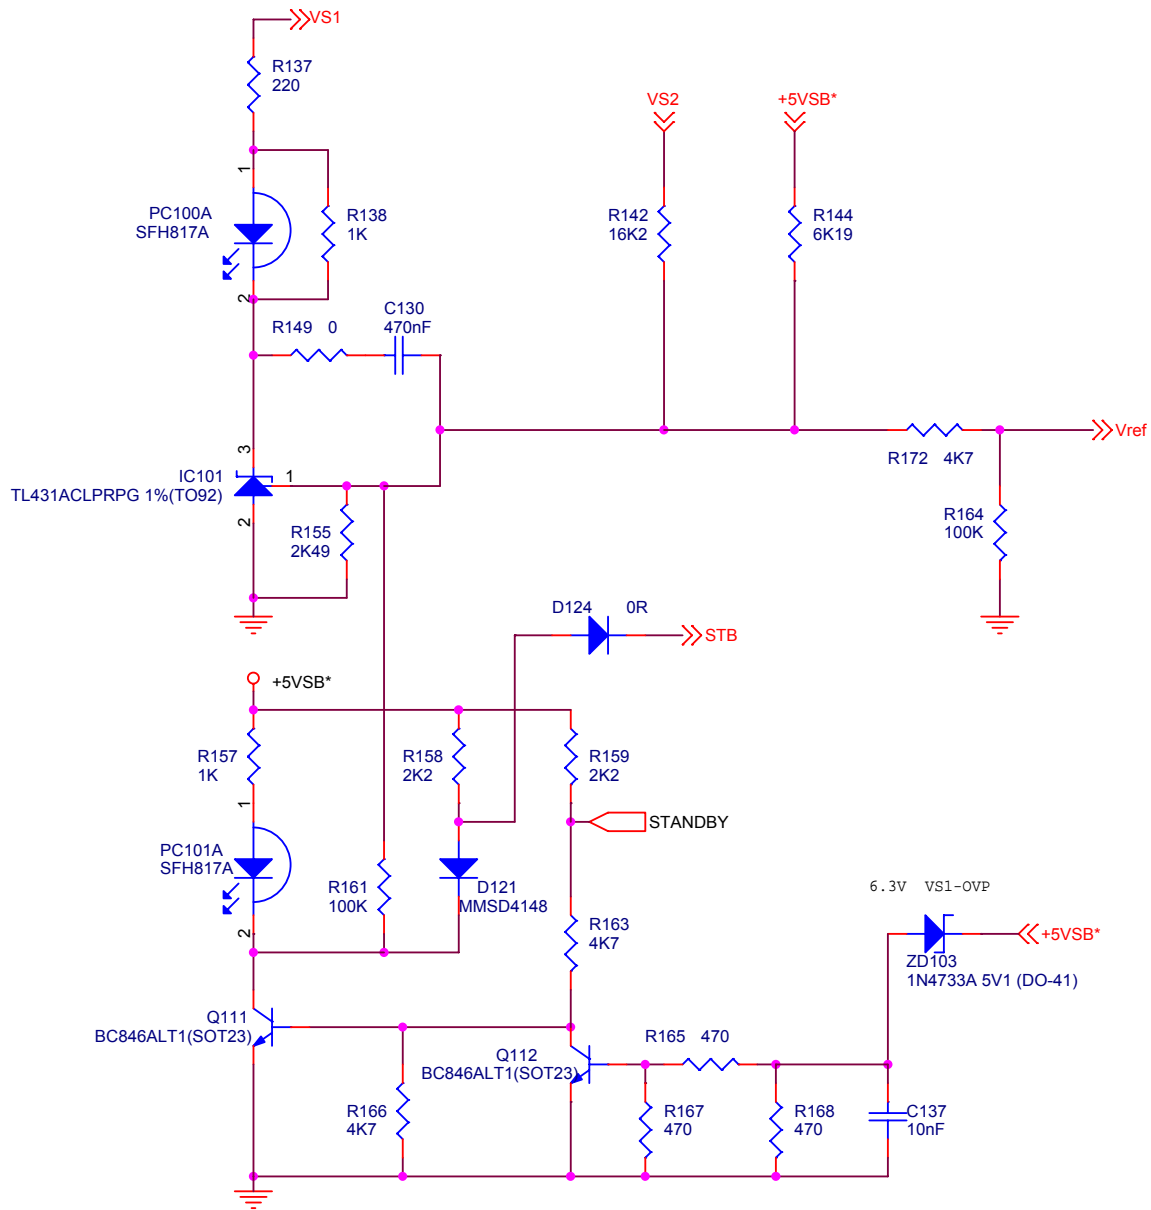 VS1
R137
220
VS2
+5VSB*
1
PC100A
SFH817A
R138
1K
R142
16K2
R144
6K19
2
C130
470nF
R149 0
3
Vref
R172 4K7
IC101
TL431ACLPRPG 1%(TO92)
1
2
R155
2K49
R164
100K
D124 0R
STB
+5VSB*
R157
1K
R158
2K2
R159
2K2
1
STANDBY
PC101A
SFH817A
R161
100K
D121
MMSD4148
6.3V VS1-OVP
2
R163
4K7
+5VSB*
ZD103
1N4733A 5V1 (DO-41)
Q111
BC846ALT1(SOT23)
R165 470
Q112
BC846ALT1(SOT23)
R166
4K7
R167
470
R168
470
C137
10nF